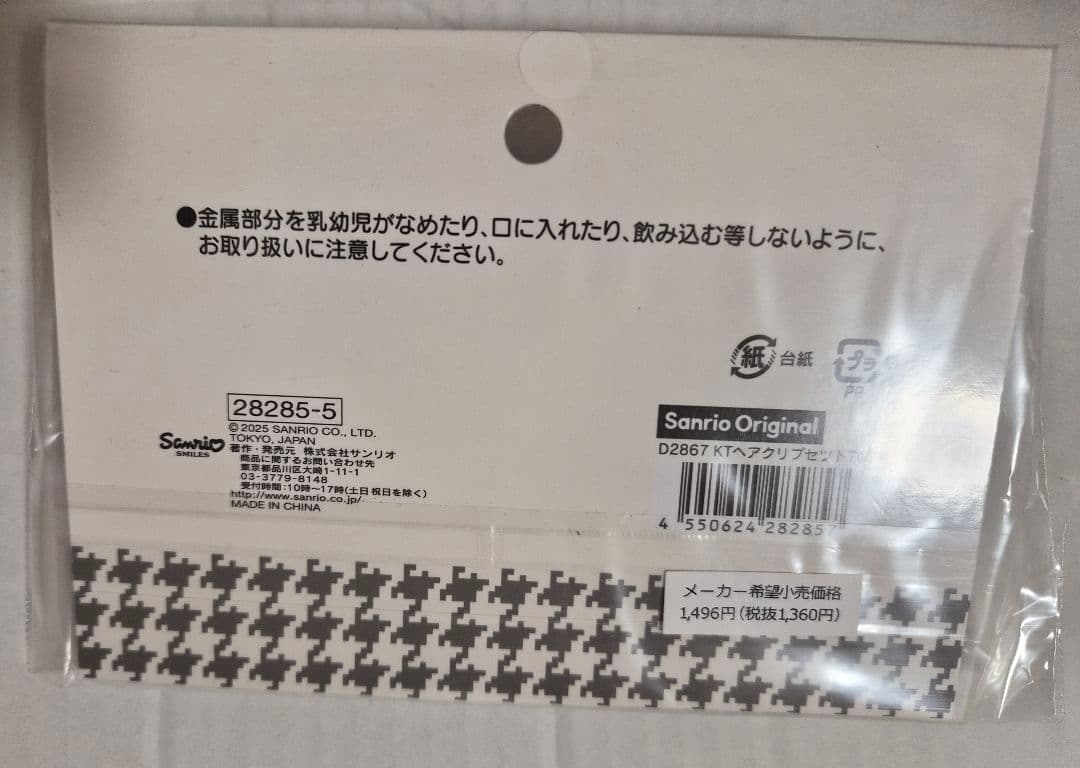 ●金属部分を乳幼児がなめたり、口に入れたり、飲み込む等しないように、
お取り扱いに注意してください。
紙 台紙
プラ
PP
28285-5
© 2025 SANRIO CO., LTD.
TOKYO, JAPAN
Sanrio
SMILES
著作・発売元 株式会社サンリオ
商品に関するお問い合わせ先
東京都品川区大崎1-11-1
03-3779-8148
受付時間:10時〜17時(土日祝日を除く)
http://www.sanrio.co.jp/
MADE IN CHINA
Sanrio Original
D2867 KTヘアクリップセット
4 550624 282857
メーカー希望小売価格
1,496円(税抜1,360円)